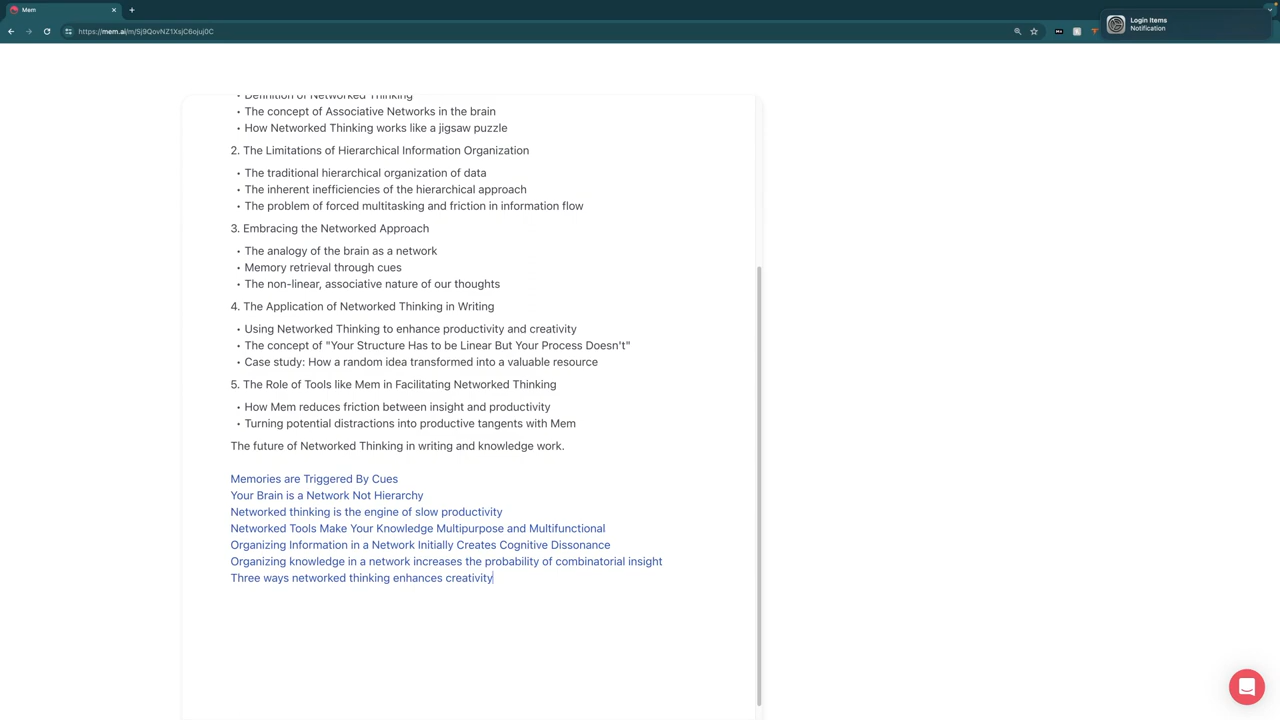 Mem
https://mem.ai/m/5j9QovNZ1XsjC6ojuj0C
Login Items
Notification
• Definition of Networked Thinking
• The concept of Associative Networks in the brain
• How Networked Thinking works like a jigsaw puzzle
2. The Limitations of Hierarchical Information Organization
• The traditional hierarchical organization of data
• The inherent inefficiencies of the hierarchical approach
• The problem of forced multitasking and friction in information flow
3. Embracing the Networked Approach
• The analogy of the brain as a network
• Memory retrieval through cues
• The non-linear, associative nature of our thoughts
4. The Application of Networked Thinking in Writing
• Using Networked Thinking to enhance productivity and creativity
• The concept of "Your Structure Has to be Linear But Your Process Doesn't"
• Case study: How a random idea transformed into a valuable resource
5. The Role of Tools like Mem in Facilitating Networked Thinking
• How Mem reduces friction between insight and productivity
• Turning potential distractions into productive tangents with Mem
The future of Networked Thinking in writing and knowledge work.
Memories are Triggered By Cues
Your Brain is a Network Not Hierarchy
Networked thinking is the engine of slow productivity
Networked Tools Make Your Knowledge Multipurpose and Multifunctional
Organizing Information in a Network Initially Creates Cognitive Dissonance
Organizing knowledge in a network increases the probability of combinatorial insight
Three ways networked thinking enhances creativity